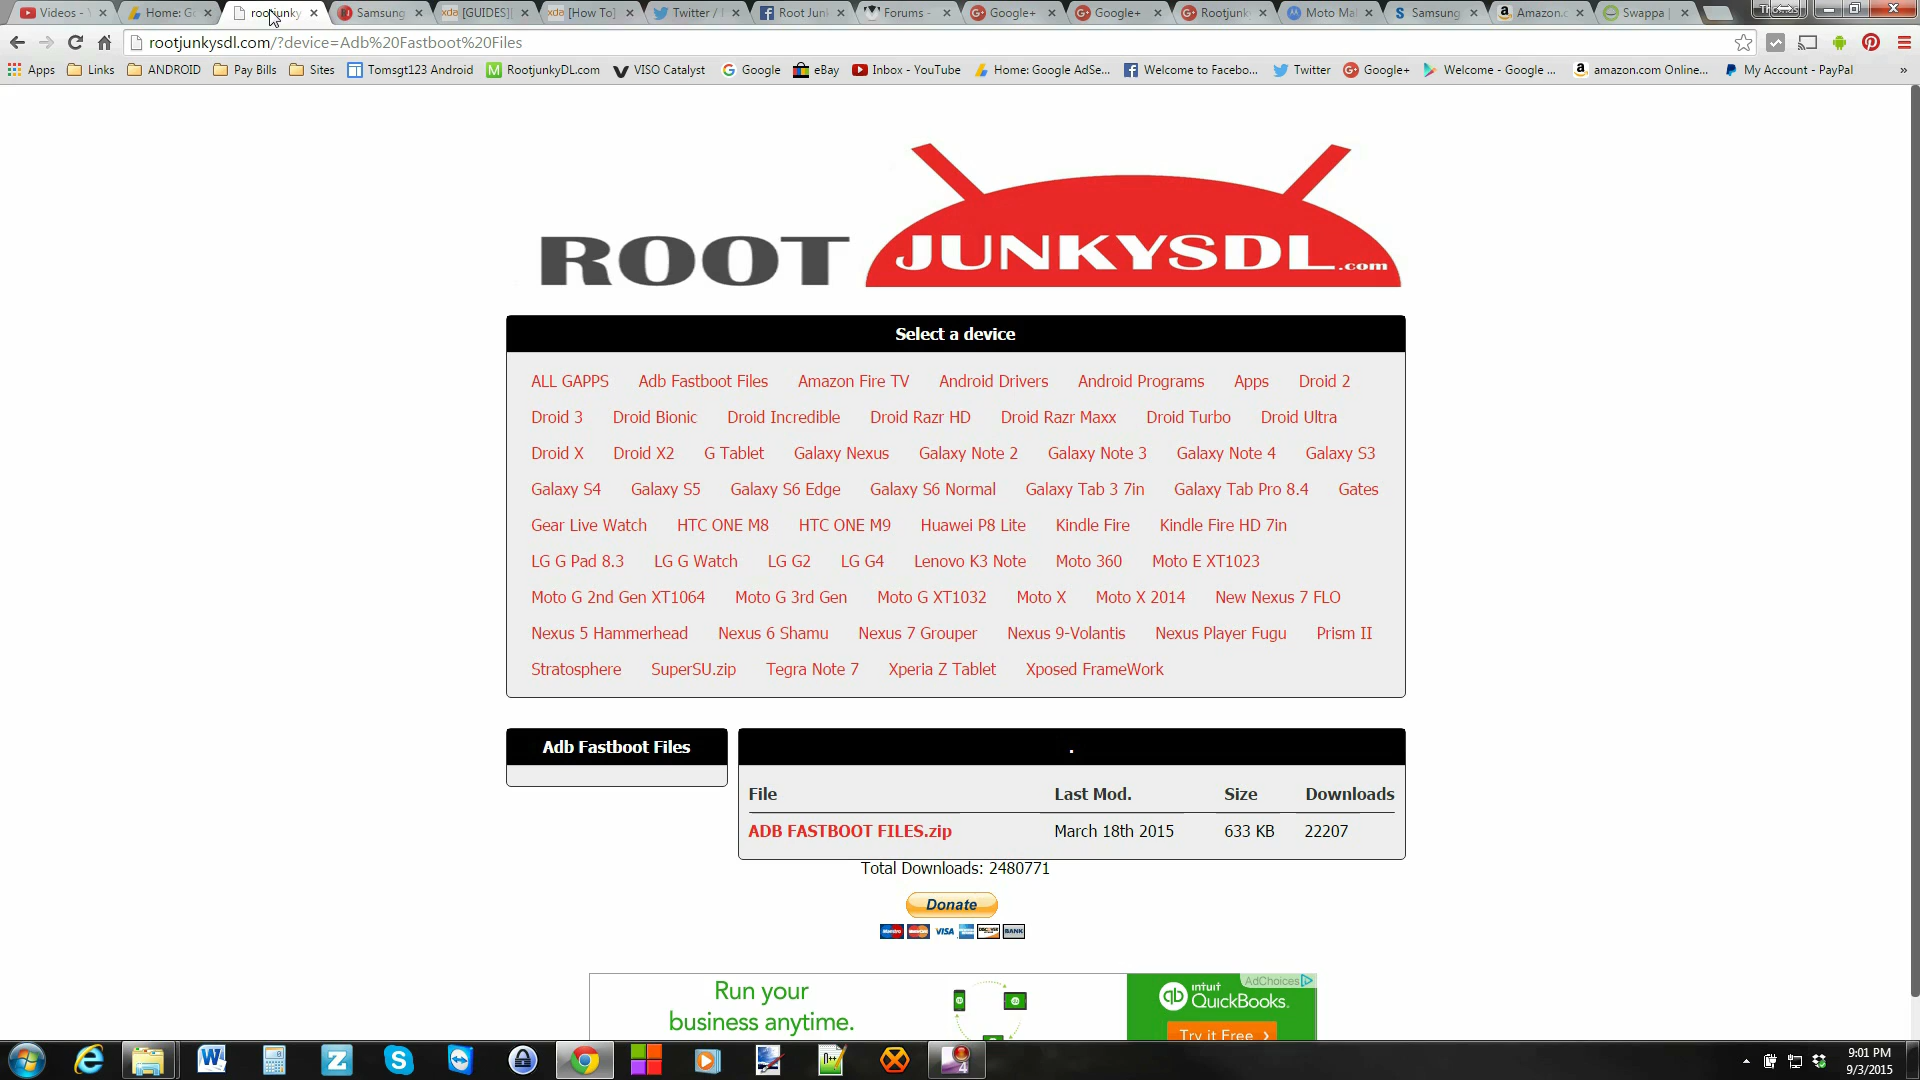 Videos -
Home: G
rootjunky
Samsung
[GUIDES]
[How To]
Twitter /
Root Jun
Forums -
Google+
Google+
Rootjunk
Moto Ma
Samsung
Amazon.c
Swappa |
rootjunkysdl.com/?device=Adb%20Fastboot%20Files
Apps Links ANDROID Pay Bills Sites Tomsgt123 Android RootjunkyDL.com VISO Catalyst Google eBay Inbox - YouTube Home: Google AdSe... Welcome to Facebo... Twitter Google+ Welcome - Google ... amazon.com Online... My Account - PayPal »
ROOT JUNKYSDL.com
Select a device
ALL GAPPS Adb Fastboot Files Amazon Fire TV Android Drivers Android Programs Apps Droid 2
Droid 3 Droid Bionic Droid Incredible Droid Razr HD Droid Razr Maxx Droid Turbo Droid Ultra
Droid X Droid X2 G Tablet Galaxy Nexus Galaxy Note 2 Galaxy Note 3 Galaxy Note 4 Galaxy S3
Galaxy S4 Galaxy S5 Galaxy S6 Edge Galaxy S6 Normal Galaxy Tab 3 7in Galaxy Tab Pro 8.4 Gates
Gear Live Watch HTC ONE M8 HTC ONE M9 Huawei P8 Lite Kindle Fire Kindle Fire HD 7in
LG G Pad 8.3 LG G Watch LG G2 LG G4 Lenovo K3 Note Moto 360 Moto E XT1023
Moto G 2nd Gen XT1064 Moto G 3rd Gen Moto G XT1032 Moto X Moto X 2014 New Nexus 7 FLO
Nexus 5 Hammerhead Nexus 6 Shamu Nexus 7 Grouper Nexus 9-Volantis Nexus Player Fugu Prism II
Stratosphere SuperSU.zip Tegra Note 7 Xperia Z Tablet Xposed FrameWork
Adb Fastboot Files
.
File Last Mod. Size Downloads
ADB FASTBOOT FILES.zip March 18th 2015 633 KB 22207
Total Downloads: 2480771
Donate
VISA
BANK
Run your
business anytime.
AdChoices
intuit
QuickBooks.
Try it Free >
9:01 PM
9/3/2015